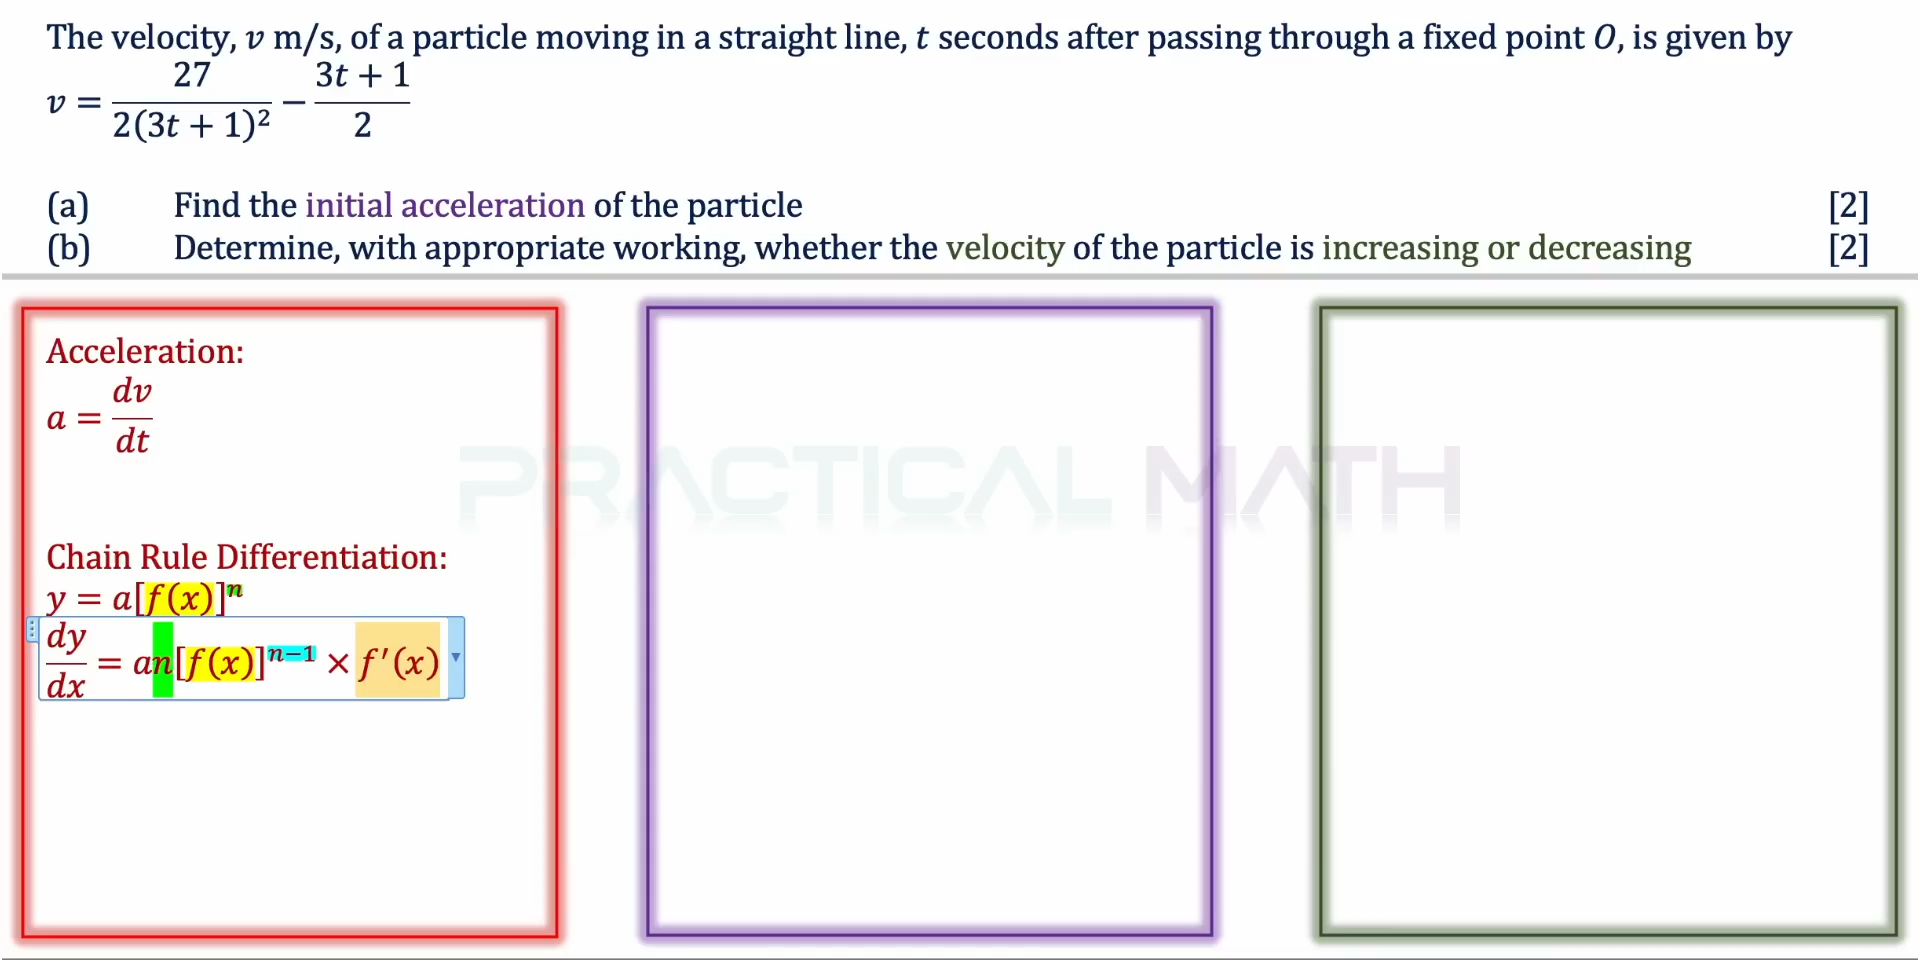 The velocity, v m/s, of a particle moving in a straight line, t seconds after passing through a fixed point O, is given by
v = 27/(2(3t + 1)²) − (3t + 1)/2
(a) Find the initial acceleration of the particle [2]
(b) Determine, with appropriate working, whether the velocity of the particle is increasing or decreasing [2]
Acceleration:
a = dv/dt
PRACTICAL MATH
Chain Rule Differentiation:
y = a[f(x)]ⁿ
dy/dx = an[f(x)]ⁿ⁻¹ × f′(x)